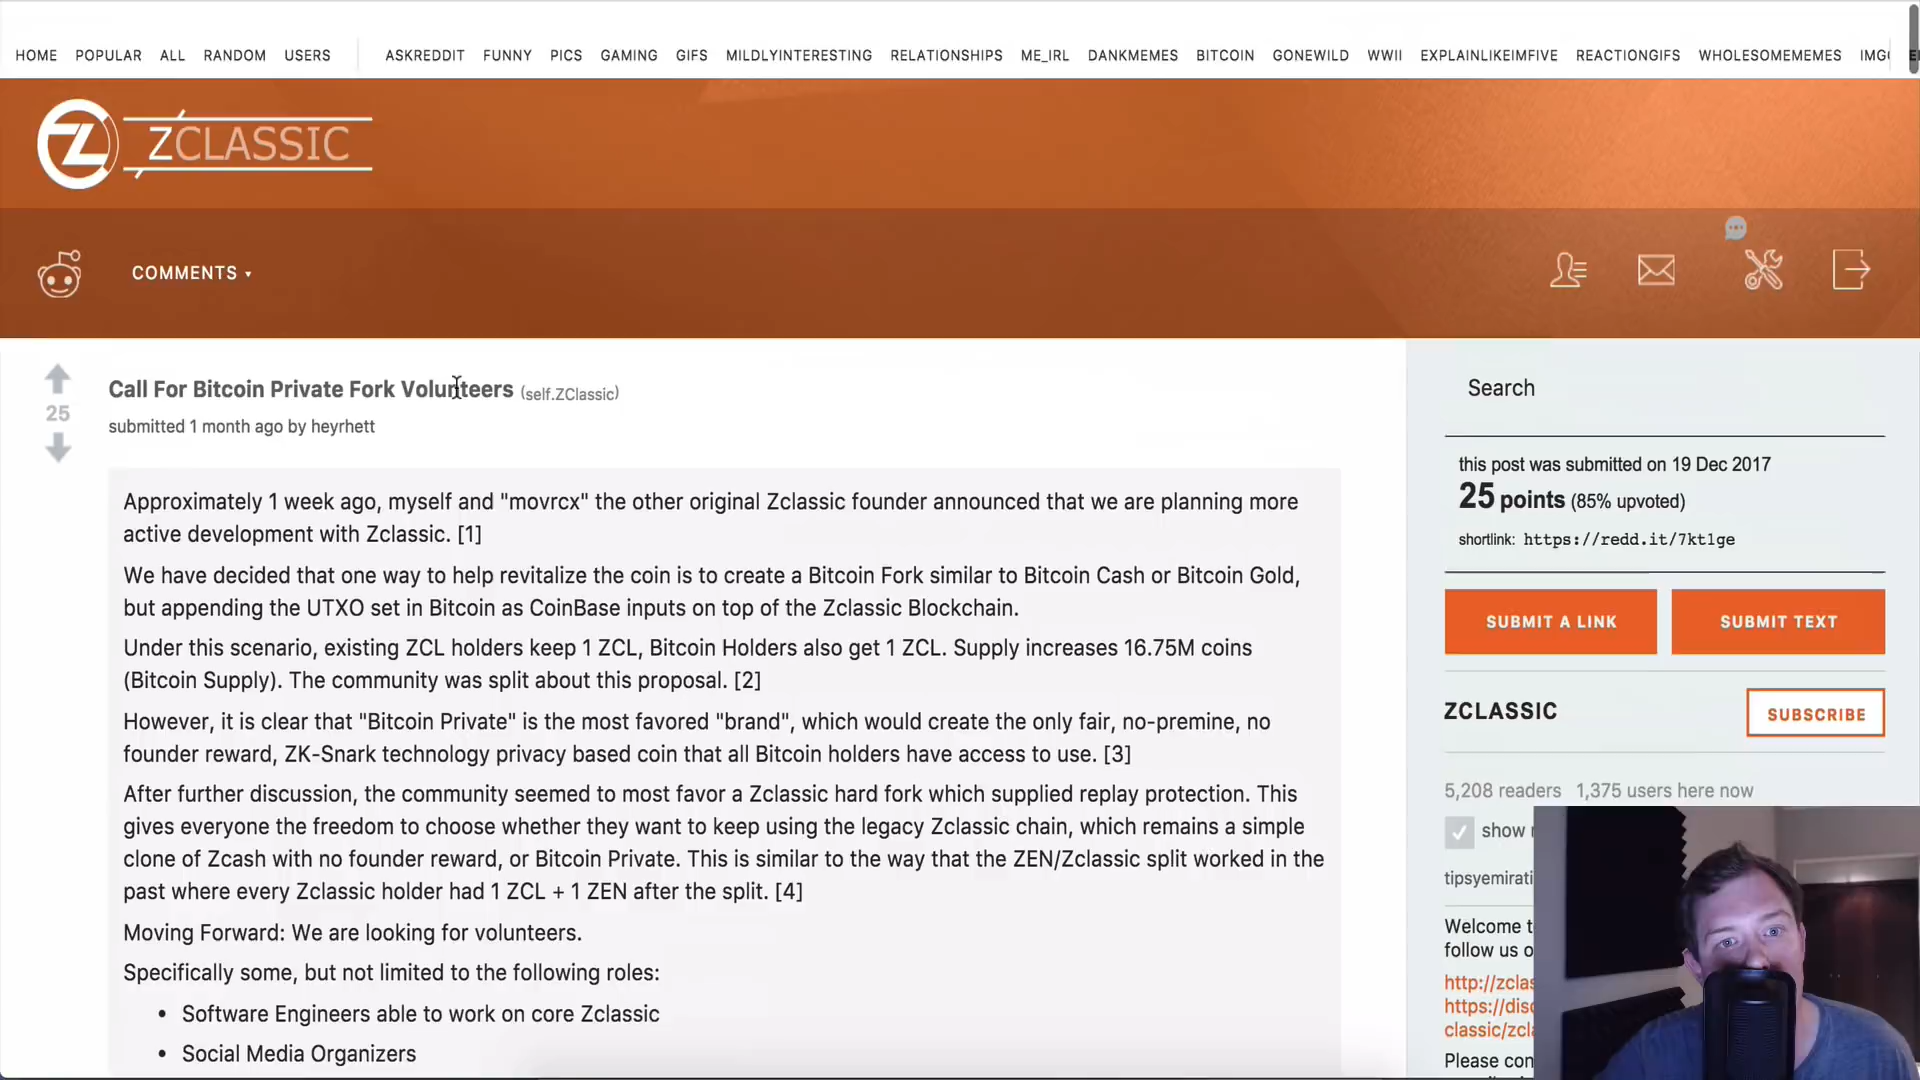 HOME POPULAR ALL RANDOM USERS ASKREDDIT FUNNY PICS GAMING GIFS MILDLYINTERESTING RELATIONSHIPS ME_IRL DANKMEMES BITCOIN GONEWILD WWII EXPLAINLIKEIMFIVE REACTIONGIFS WHOLESOMEMEMES
ZCLASSIC
COMMENTS
Call For Bitcoin Private Fork Volunteers (self.ZClassic)
25
submitted 1 month ago by heyrhett
Approximately 1 week ago, myself and "movrcx" the other original Zclassic founder announced that we are planning more
active development with Zclassic. [1]
We have decided that one way to help revitalize the coin is to create a Bitcoin Fork similar to Bitcoin Cash or Bitcoin Gold,
but appending the UTXO set in Bitcoin as CoinBase inputs on top of the Zclassic Blockchain.
Under this scenario, existing ZCL holders keep 1 ZCL, Bitcoin Holders also get 1 ZCL. Supply increases 16.75M coins
(Bitcoin Supply). The community was split about this proposal. [2]
However, it is clear that "Bitcoin Private" is the most favored "brand", which would create the only fair, no-premine, no
founder reward, ZK-Snark technology privacy based coin that all Bitcoin holders have access to use. [3]
After further discussion, the community seemed to most favor a Zclassic hard fork which supplied replay protection. This
gives everyone the freedom to choose whether they want to keep using the legacy Zclassic chain, which remains a simple
clone of Zcash with no founder reward, or Bitcoin Private. This is similar to the way that the ZEN/Zclassic split worked in the
past where every Zclassic holder had 1 ZCL + 1 ZEN after the split. [4]
Moving Forward: We are looking for volunteers.
Specifically some, but not limited to the following roles:
• Software Engineers able to work on core Zclassic
• Social Media Organizers
Search
this post was submitted on 19 Dec 2017
25 points (85% upvoted)
shortlink: https://redd.it/7kt1ge
SUBMIT A LINK SUBMIT TEXT
ZCLASSIC SUBSCRIBE
5,208 readers 1,375 users here now
show
tipsyemirati
Welcome
follow us
http://zclas
https://disc
classic/zcl
Please con